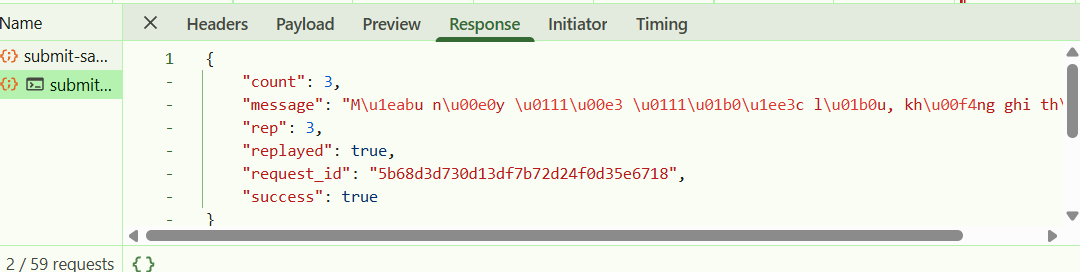 Name
Headers Payload Preview Response Initiator Timing
submit-sa...
submit...
1 {
- "count": 3,
- "message": "M\u1eabu n\u00e0y \u0111\u00e3 \u0111\u01b0\u1ee3c l\u01b0u, kh\u00f4ng ghi th\
- "rep": 3,
- "replayed": true,
- "request_id": "5b68d3d730d13df7b72d24f0d35e6718",
- "success": true
- }
2 / 59 requests { }